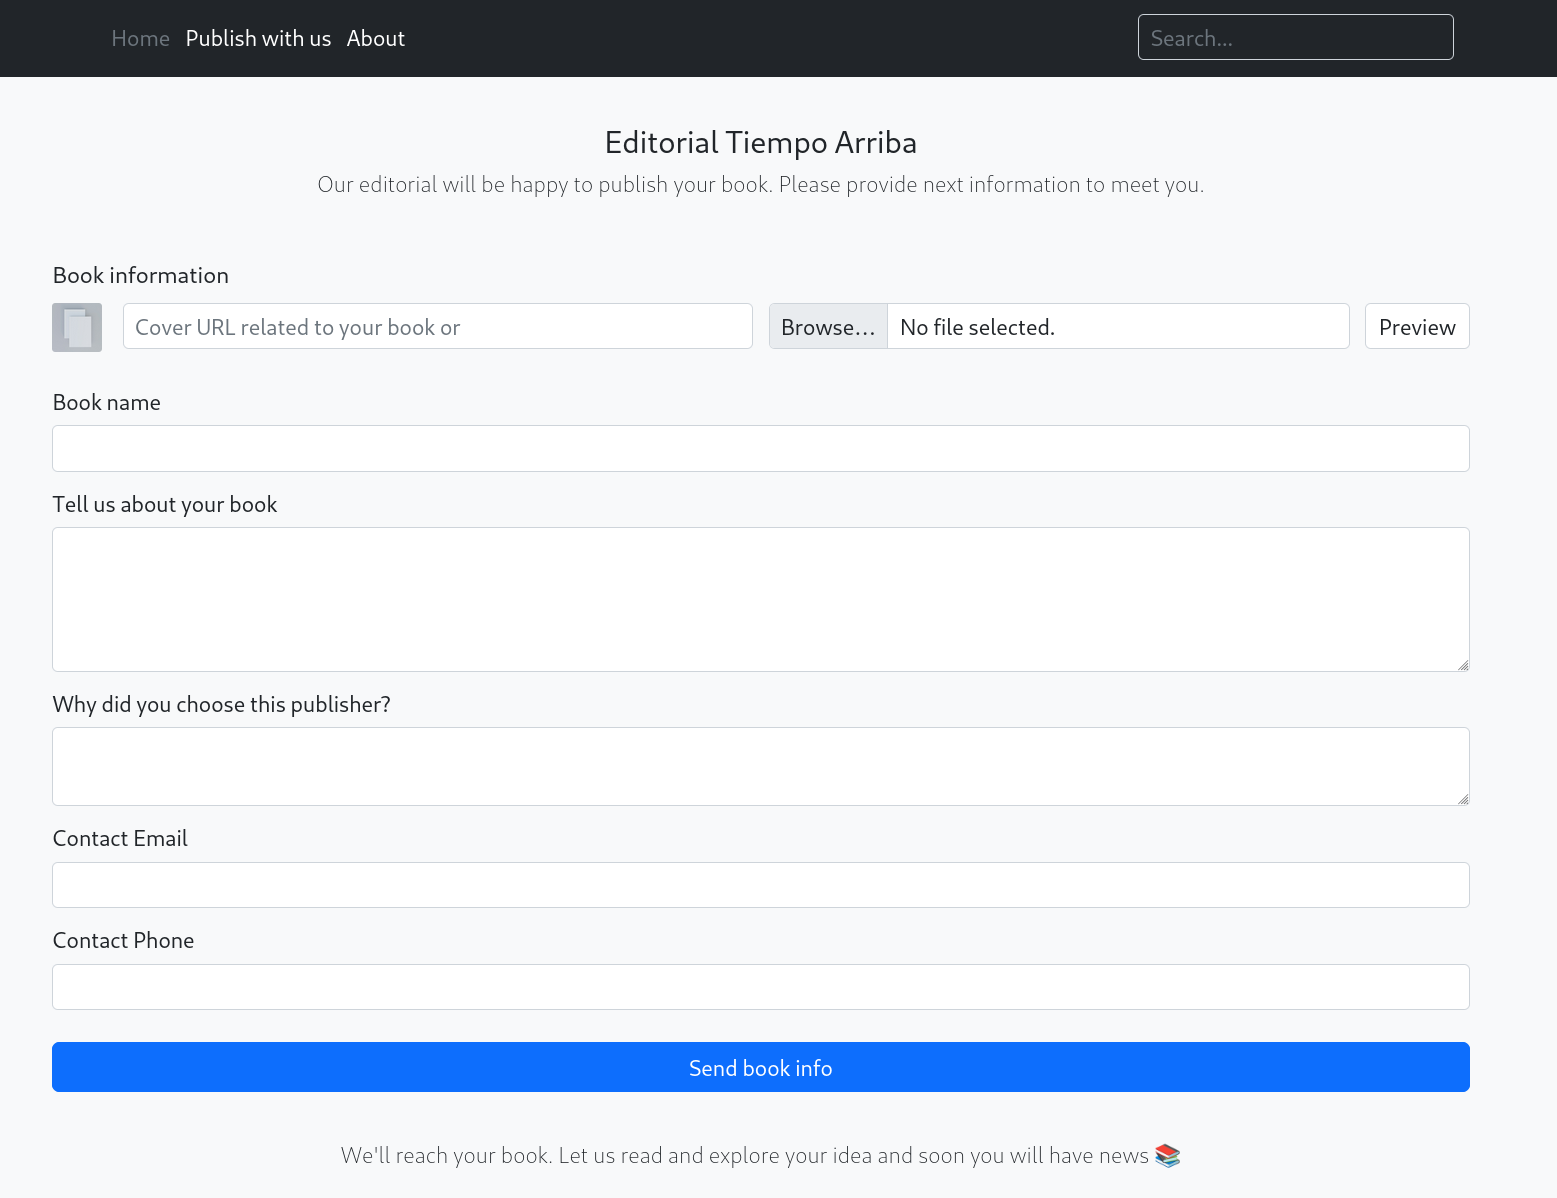 Home Publish with us About Search...
Editorial Tiempo Arriba
Our editorial will be happy to publish your book. Please provide next information to meet you.
Book information
Cover URL related to your book or Browse... No file selected. Preview
Book name
Tell us about your book
Why did you choose this publisher?
Contact Email
Contact Phone
Send book info
We'll reach your book. Let us read and explore your idea and soon you will have news 📚